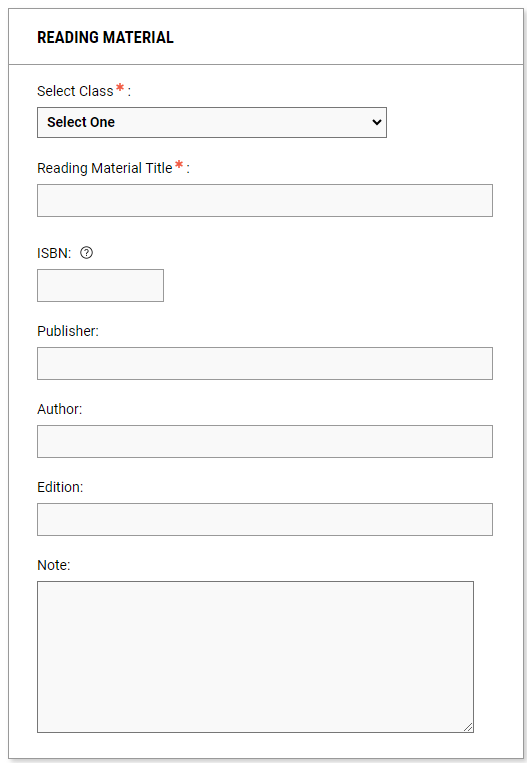 READING MATERIAL
Select Class* :
Select One
Reading Material Title* :
ISBN: ?
Publisher:
Author:
Edition:
Note: